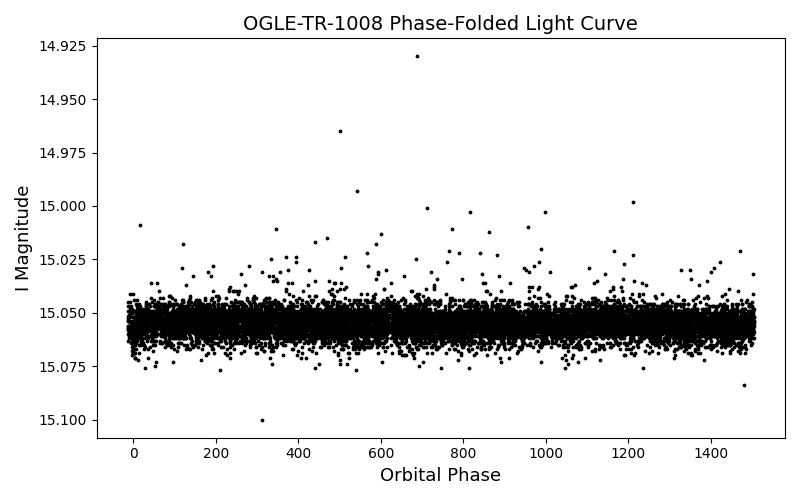 OGLE-TR-1008 Phase-Folded Light Curve
I Magnitude
14.925
14.950
14.975
15.000
15.025
15.050
15.075
15.100
0 200 400 600 800 1000 1200 1400
Orbital Phase